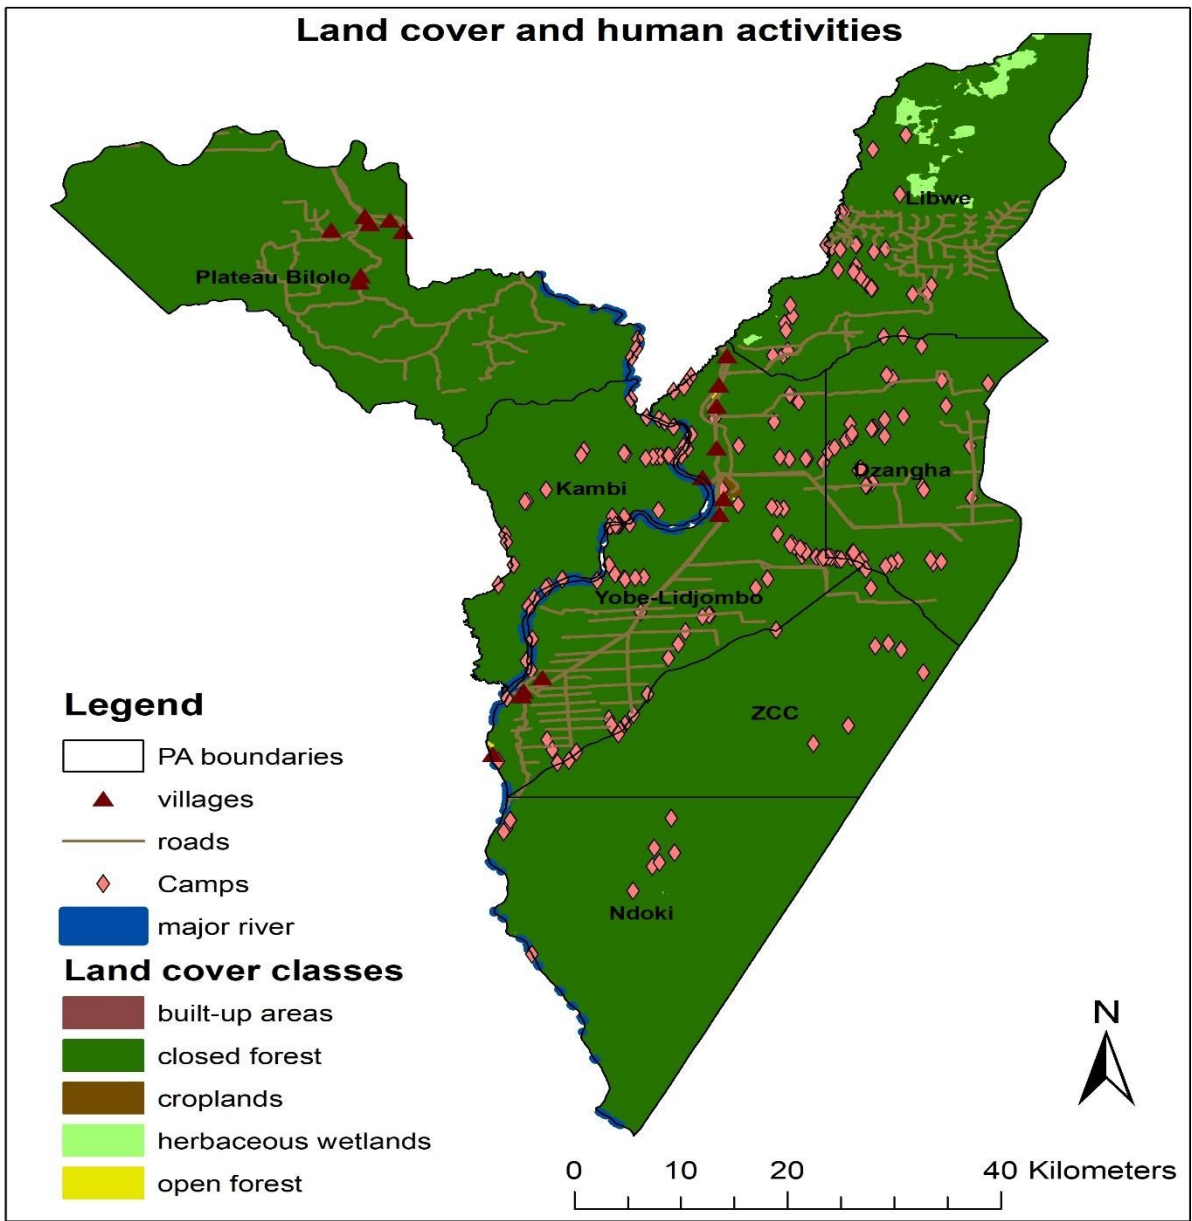 Land cover and human activities
Libwe
Plateau Bilolo
Dzangha
Kambi
Yobe-Lidjombo
ZCC
Ndoki
Legend
PA boundaries
villages
roads
Camps
major river
Land cover classes
built-up areas
closed forest
croplands
herbaceous wetlands
open forest
N
0 10 20 40 Kilometers